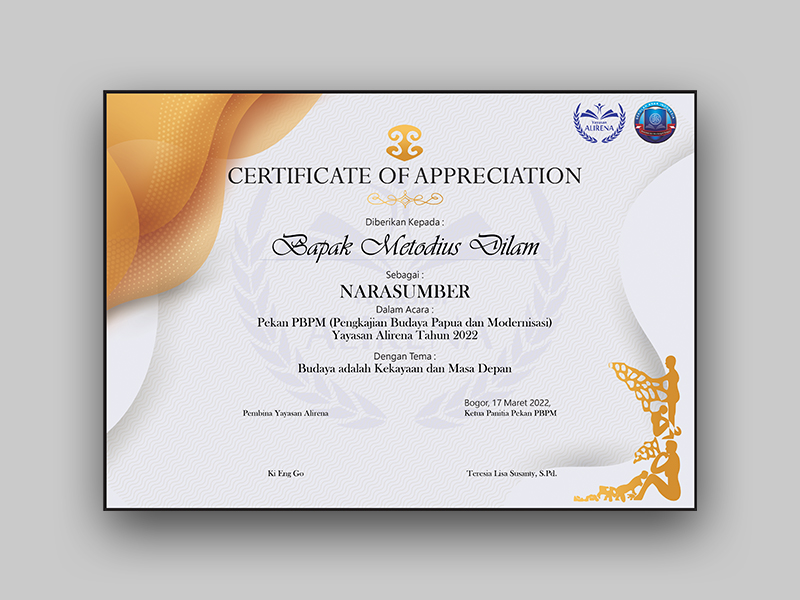 Yayasan
ALIRENA
CERTIFICATE OF APPRECIATION
Diberikan Kepada :
Bapak Metodius Dilam
Sebagai :
NARASUMBER
Dalam Acara :
Pekan PBPM (Pengkajian Budaya Papua dan Modernisasi)
Yayasan Alirena Tahun 2022
Dengan Tema :
Budaya adalah Kekayaan dan Masa Depan
Bogor, 17 Maret 2022,
Pembina Yayasan Alirena
Ketua Panitia Pekan PBPM
Ki Eng Go
Teresia Lisa Susanty, S.Pd.